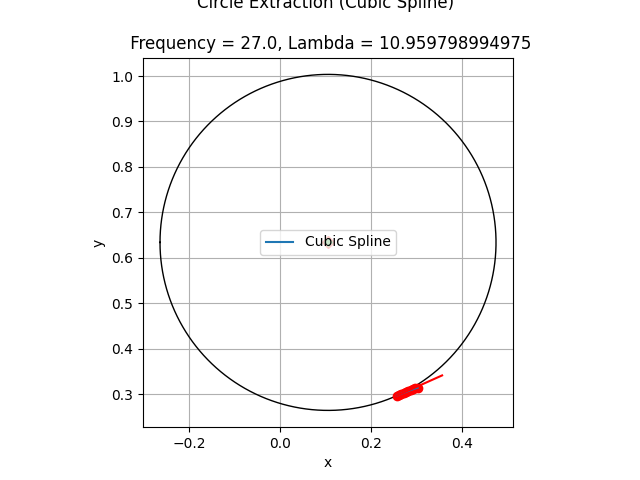 Circle Extraction (Cubic Spline)
Frequency = 27.0, Lambda = 10.959798994975
1.0
0.9
0.8
0.7
0.6
0.5
0.4
0.3
y
Cubic Spline
−0.2 0.0 0.2 0.4
x